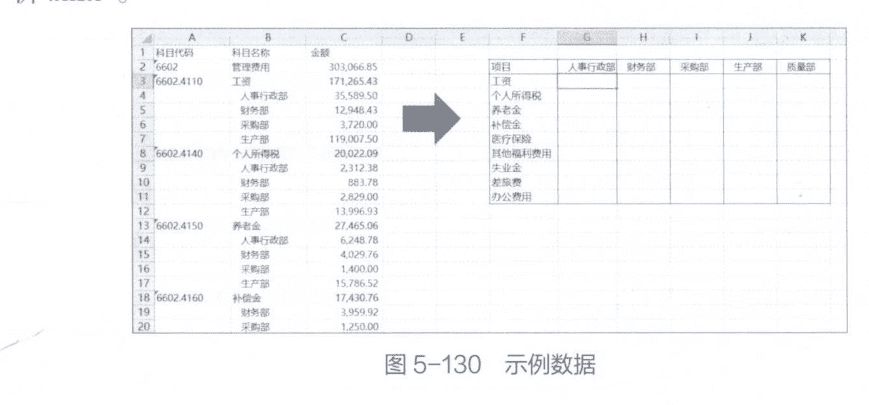 A B C D E F G H I J K
1 科目代码 科目名称 金额
2 6602 管理费用 303,066.85 项目 人事行政部 财务部 采购部 生产部 质量部
3 6602.4110 工资 171,265.43 工资
4 人事行政部 35,589.50 个人所得税
5 财务部 12,948.43 养老金
6 采购部 3,720.00 补偿金
7 生产部 119,007.50 医疗保险
8 6602.4140 个人所得税 20,022.09 其他福利费用
9 人事行政部 2,312.38 失业金
10 财务部 883.78 差旅费
11 采购部 2,829.00 办公费用
12 生产部 13,996.93
13 6602.4150 养老金 27,465.06
14 人事行政部 6,248.78
15 财务部 4,029.76
16 采购部 1,400.00
17 生产部 15,786.52
18 6602.4160 补偿金 17,430.76
19 财务部 3,959.92
20 采购部 1,250.00
图 5-130 示例数据